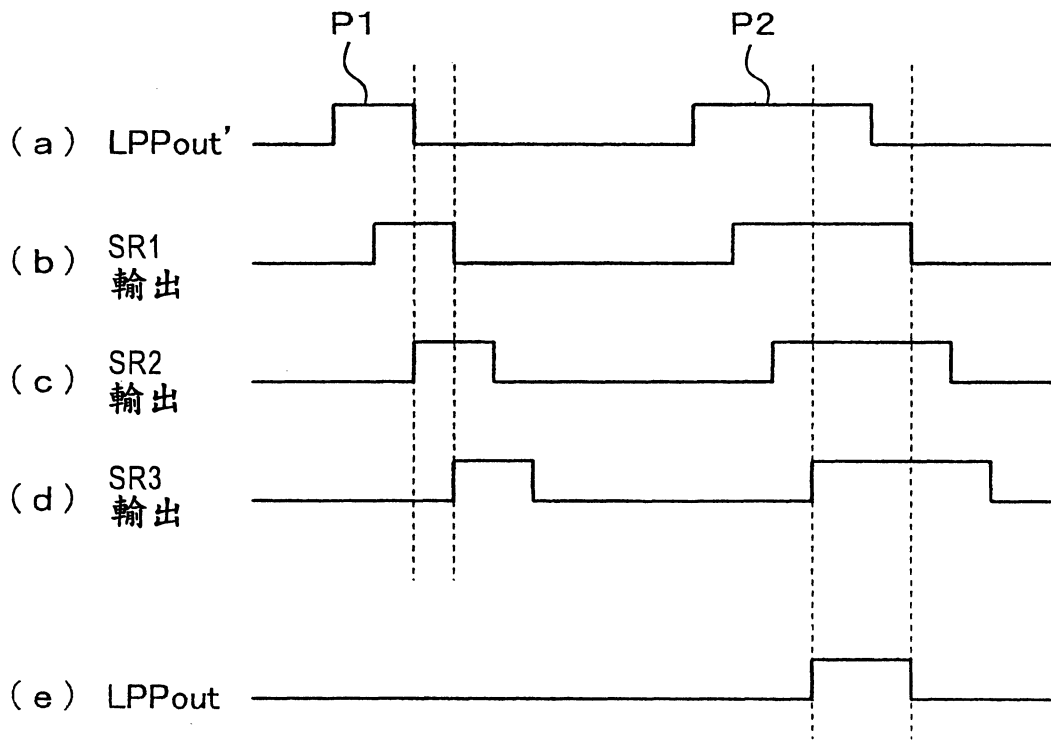 P1
P2
(a) LPPout'
(b) SR1
輸出
(c) SR2
輸出
(d) SR3
輸出
(e) LPPout